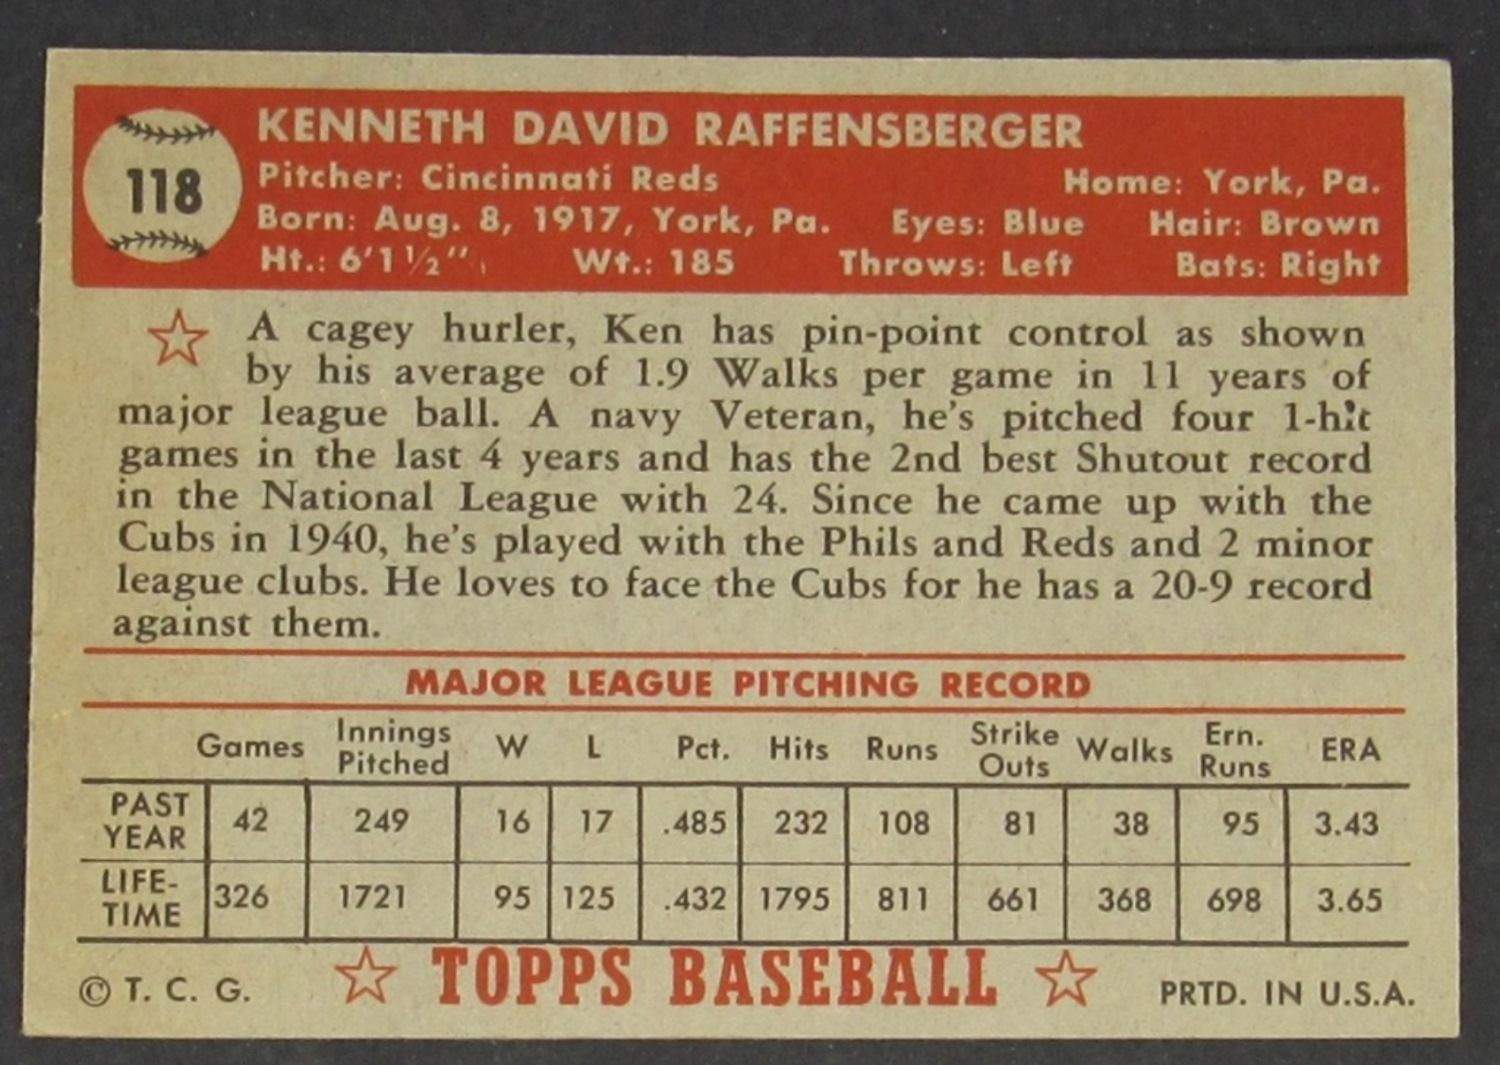 118
KENNETH DAVID RAFFENSBERGER
Pitcher: Cincinnati Reds Home: York, Pa.
Born: Aug. 8, 1917, York, Pa. Eyes: Blue Hair: Brown
Ht.: 6'1 ½" Wt.: 185 Throws: Left Bats: Right
A cagey hurler, Ken has pin-point control as shown
by his average of 1.9 Walks per game in 11 years of
major league ball. A navy Veteran, he's pitched four 1-hit
games in the last 4 years and has the 2nd best Shutout record
in the National League with 24. Since he came up with the
Cubs in 1940, he's played with the Phils and Reds and 2 minor
league clubs. He loves to face the Cubs for he has a 20-9 record
against them.
MAJOR LEAGUE PITCHING RECORD
Games Innings Pitched W L Pct. Hits Runs Strike Outs Walks Ern. Runs ERA
PAST YEAR 42 249 16 17 .485 232 108 81 38 95 3.43
LIFE-TIME 326 1721 95 125 .432 1795 811 661 368 698 3.65
© T. C. G. TOPPS BASEBALL PRTD. IN U.S.A.